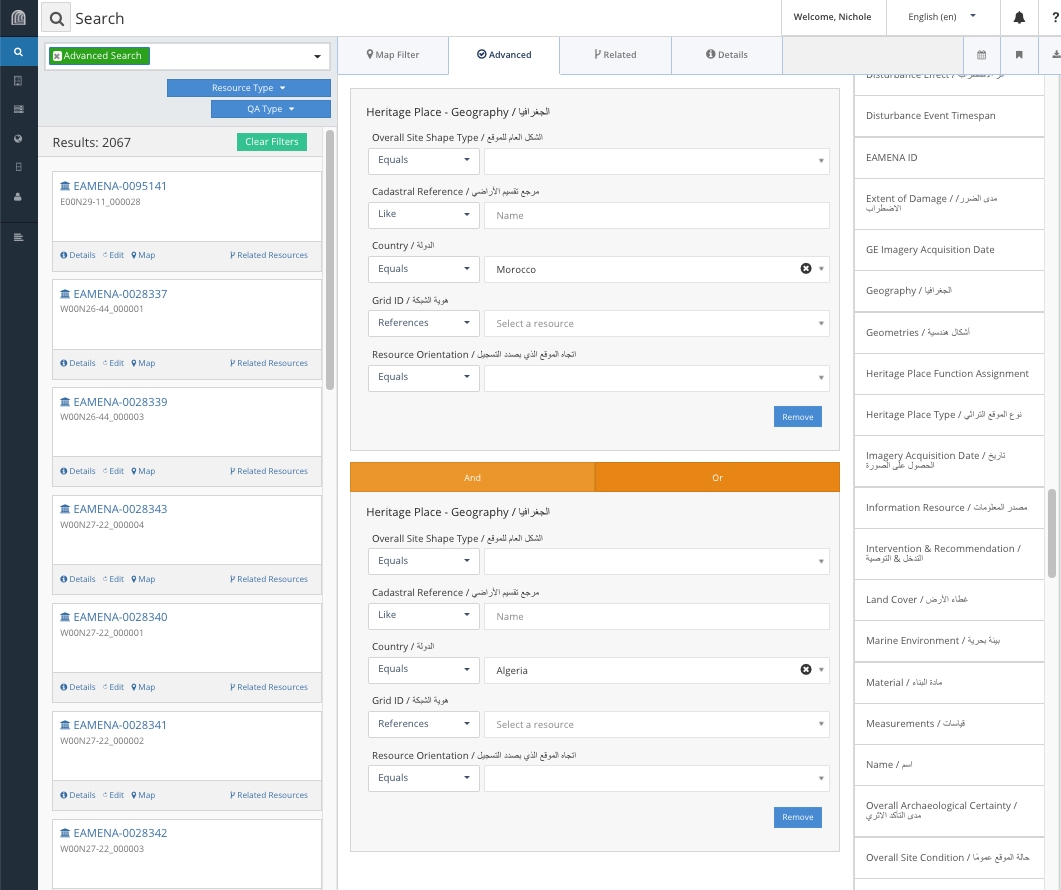 Search
Welcome, Nichole
English (en)
?
Advanced Search
Resource Type
QA Type
Results: 2067
Clear Filters
EAMENA-0095141
E00N29-11_000028
Details Edit Map Related Resources
EAMENA-0028337
W00N26-44_000001
Details Edit Map Related Resources
EAMENA-0028339
W00N26-44_000003
Details Edit Map Related Resources
EAMENA-0028343
W00N27-22_000004
Details Edit Map Related Resources
EAMENA-0028340
W00N27-22_000001
Details Edit Map Related Resources
EAMENA-0028341
W00N27-22_000002
Details Edit Map Related Resources
EAMENA-0028342
W00N27-22_000003
Map Filter
Advanced
Related
Details
Heritage Place - Geography / الجغرافيا
Overall Site Shape Type / الشكل العام للموقع
Equals
Cadastral Reference / مرجع تقسيم الأراضي
Like Name
Country / الدولة
Equals Morocco
Grid ID / هوية الشبكة
References Select a resource
Resource Orientation / اتجاه الموقع الذي بصدد التسجيل
Equals
Remove
And Or
Heritage Place - Geography / الجغرافيا
Overall Site Shape Type / الشكل العام للموقع
Equals
Cadastral Reference / مرجع تقسيم الأراضي
Like Name
Country / الدولة
Equals Algeria
Grid ID / هوية الشبكة
References Select a resource
Resource Orientation / اتجاه الموقع الذي بصدد التسجيل
Equals
Remove
Disturbance Effect /
Disturbance Event Timespan
EAMENA ID
Extent of Damage / مدى الضرر/
الاضطراب
GE Imagery Acquisition Date
Geography / الجغرافيا
Geometries / أشكال هندسية
Heritage Place Function Assignment
Heritage Place Type / نوع الموقع التراثي
Imagery Acquisition Date / تاريخ
الحصول على الصورة
Information Resource / مصدر المعلومات
Intervention & Recommendation /
التدخل & التوصية
Land Cover / غطاء الأرض
Marine Environment / بيئة بحرية
Material / مادة البناء
Measurements / قياسات
Name / اسم
Overall Archaeological Certainty /
مدى التأكد الاثري
Overall Site Condition / حالة الموقع عمومًا